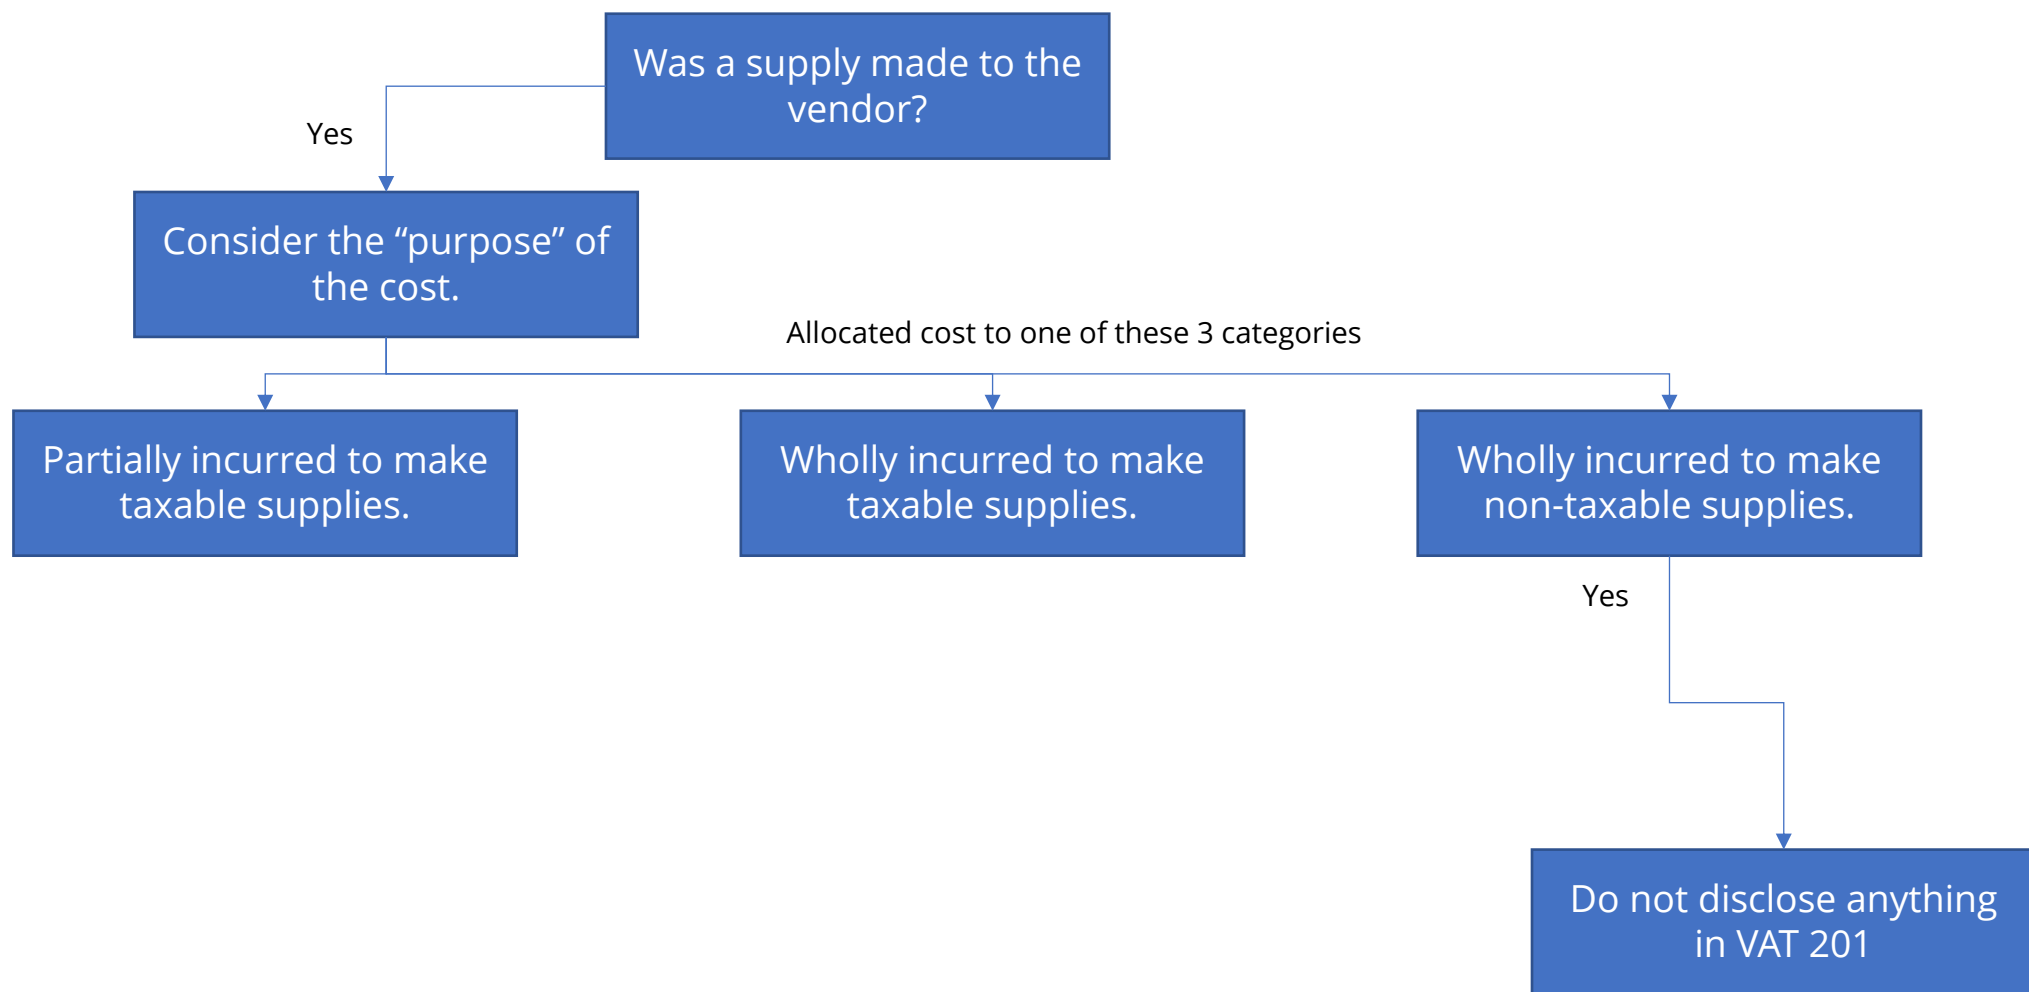 Was a supply made to the
vendor?
Yes
Consider the “purpose” of
the cost.
Allocated cost to one of these 3 categories
Partially incurred to make
taxable supplies.
Wholly incurred to make
taxable supplies.
Wholly incurred to make
non-taxable supplies.
Yes
Do not disclose anything
in VAT 201